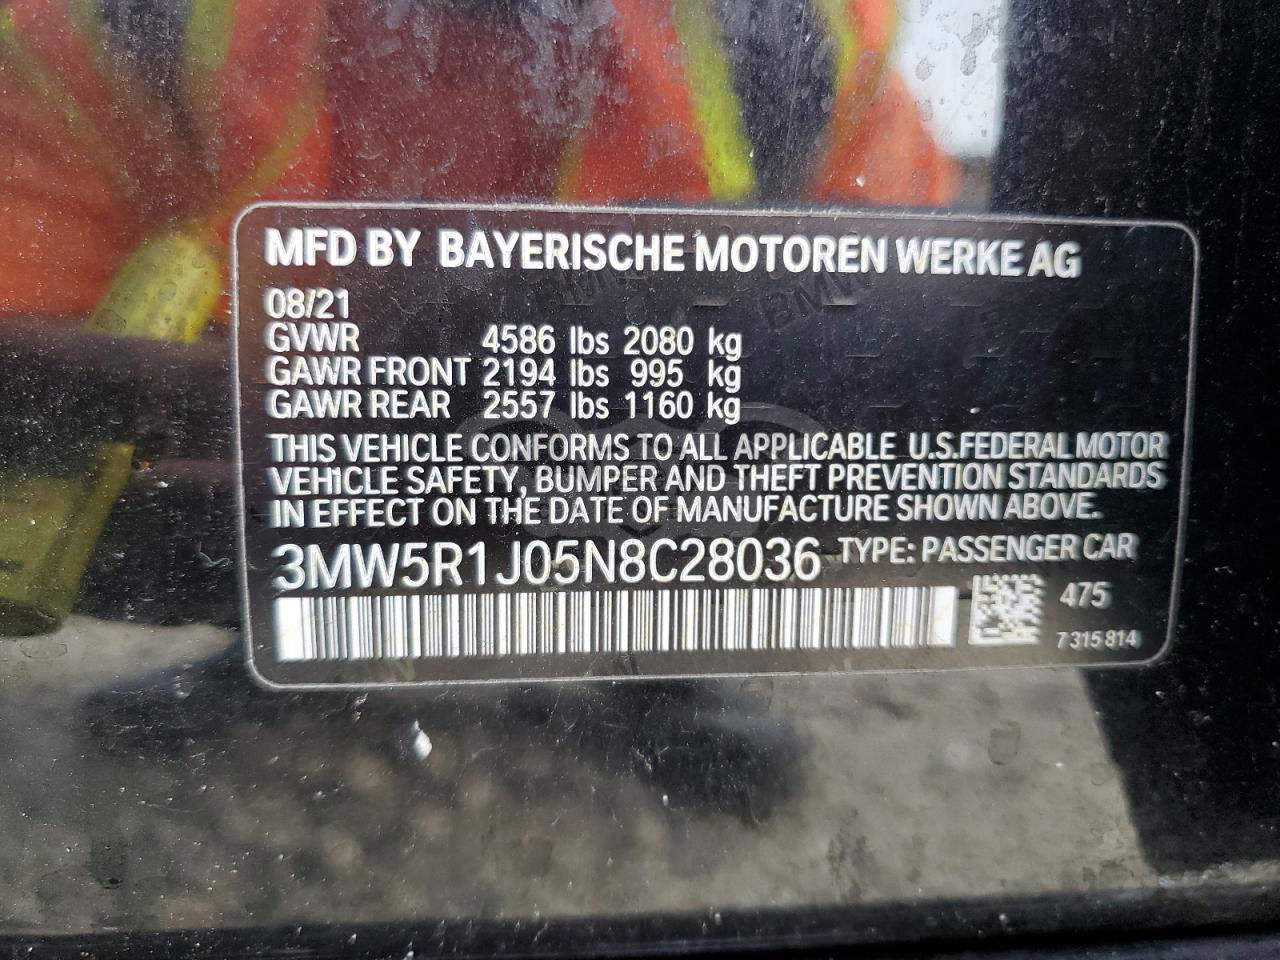 MFD BY BAYERISCHE MOTOREN WERKE AG
08/21
GVWR 4586 lbs 2080 kg
GAWR FRONT 2194 lbs 995 kg
GAWR REAR 2557 lbs 1160 kg
THIS VEHICLE CONFORMS TO ALL APPLICABLE U.S.FEDERAL MOTOR
VEHICLE SAFETY, BUMPER AND THEFT PREVENTION STANDARDS
IN EFFECT ON THE DATE OF MANUFACTURE SHOWN ABOVE.
3MW5R1J05N8C28036 TYPE: PASSENGER CAR
475
7 315 814